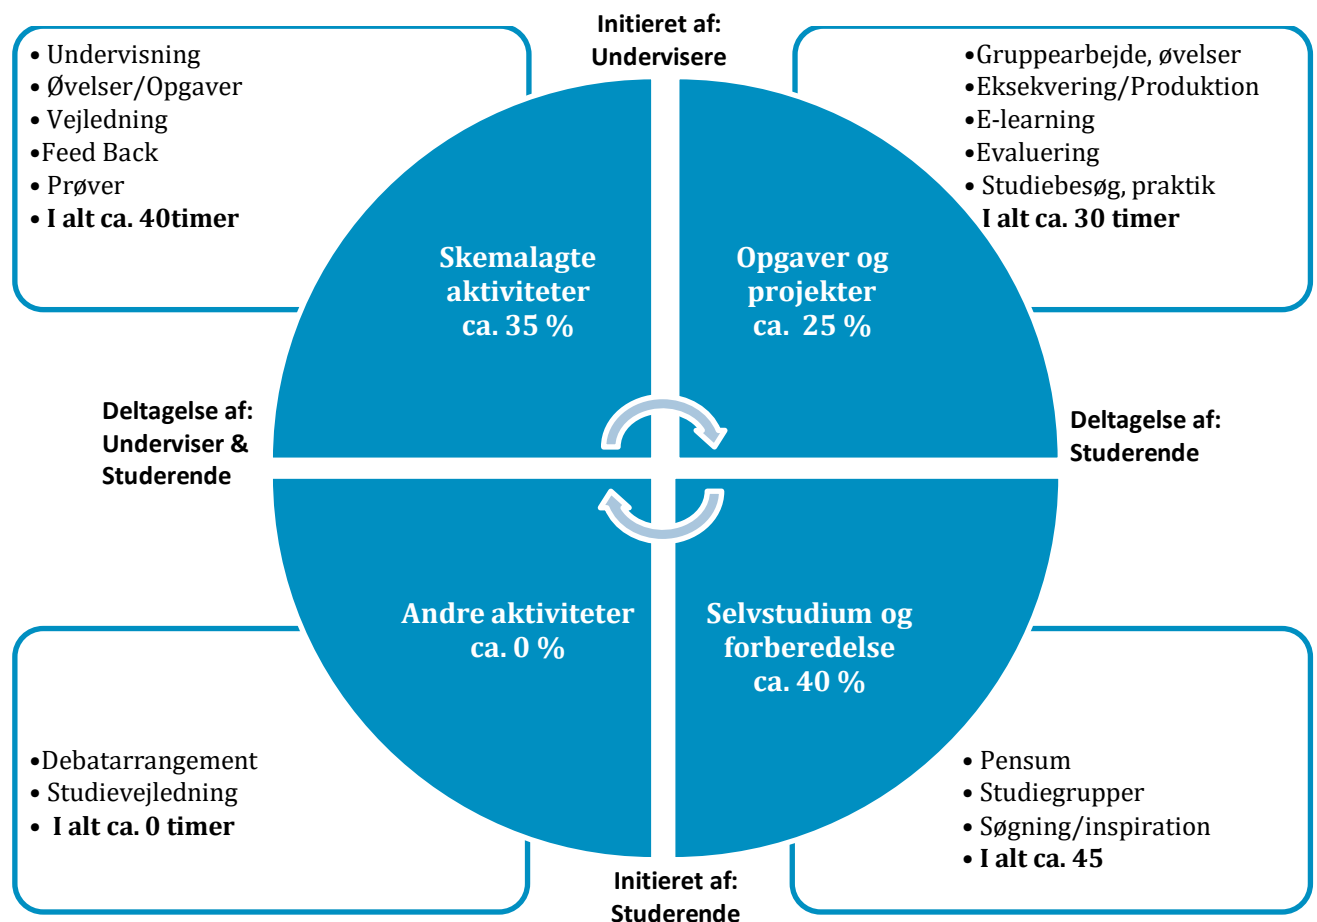 Initieret af:
Undervisere
• Undervisning
• Øvelser/Opgaver
• Vejledning
•Feed Back
• Prøver
• I alt ca. 40timer
•Gruppearbejde, øvelser
•Eksekvering/Produktion
•E-learning
•Evaluering
• Studiebesøg, praktik
I alt ca. 30 timer
Skemalagte
aktiviteter
ca. 35 %
Opgaver og
projekter
ca. 25 %
Deltagelse af:
Underviser &
Studerende
Deltagelse af:
Studerende
Andre aktiviteter
ca. 0 %
Selvstudium og
forberedelse
ca. 40 %
•Debatarrangement
• Studievejledning
• I alt ca. 0 timer
• Pensum
• Studiegrupper
• Søgning/inspiration
• I alt ca. 45
Initieret af:
Studerende